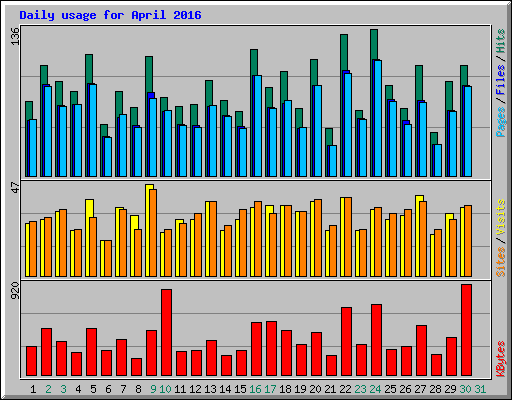 Daily usage for April 2016
136
Pages / Files / Hits
47
Sites / Visits
920
KBytes
1 2 3 4 5 6 7 8 9 10 11 12 13 14 15 16 17 18 19 20 21 22 23 24 25 26 27 28 29 30 31